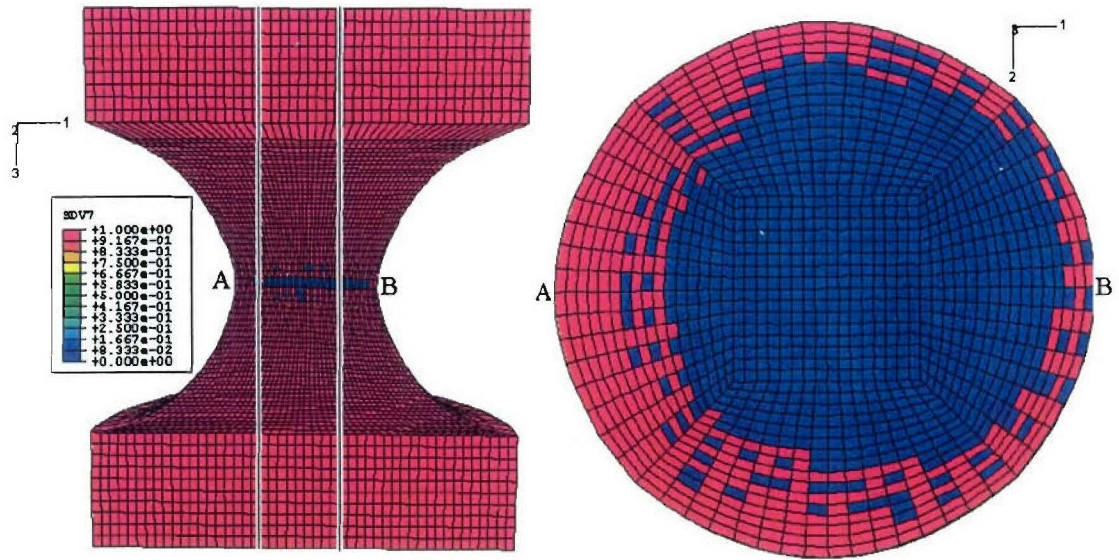 3 1
2
2 1
3
SDV7
+1.000e+00
+9.167e-01
+8.333e-01
+7.500e-01
+6.667e-01
+5.833e-01
+5.000e-01
+4.167e-01
+3.333e-01
+2.500e-01
+1.667e-01
+8.333e-02
+0.000e+00
A B A B